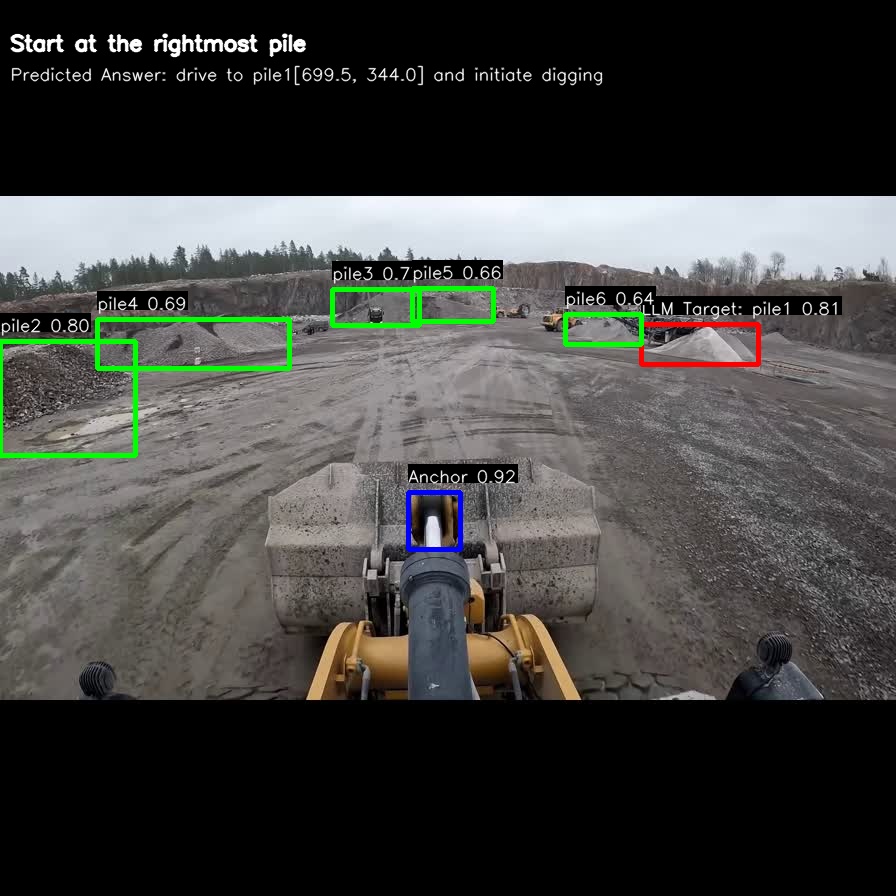 Start at the rightmost pile
Predicted Answer: drive to pile1[699.5, 344.0] and initiate digging
pile3 0.7
pile5 0.66
pile4 0.69
pile6 0.64
LLM Target: pile1 0.81
pile2 0.80
Anchor 0.92